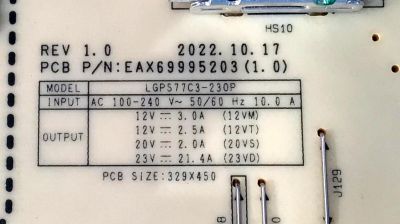 HS10
REV 1.0 2022.10.17
PCB P/N:EAX69995203(1.0)
MODEL LGPS77C3-230P
INPUT AC 100-240 V~ 50/60 Hz 10.0 A
OUTPUT
12V ⎓ 3.0A (12VM)
12V ⎓ 2.5A (12VT)
20V ⎓ 2.0A (20VS)
23V ⎓ 21.4A (23VD)
PCB SIZE:329X450
J129
8